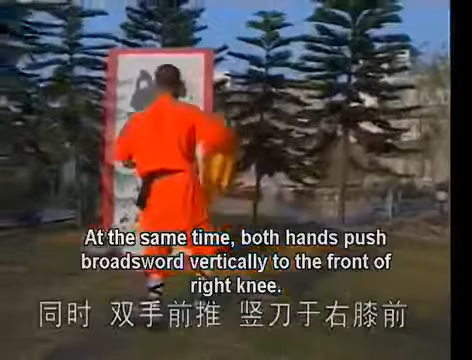 At the same time, both hands push
broadsword vertically to the front of
right knee.
同时 双手前推 竖刀于右膝前